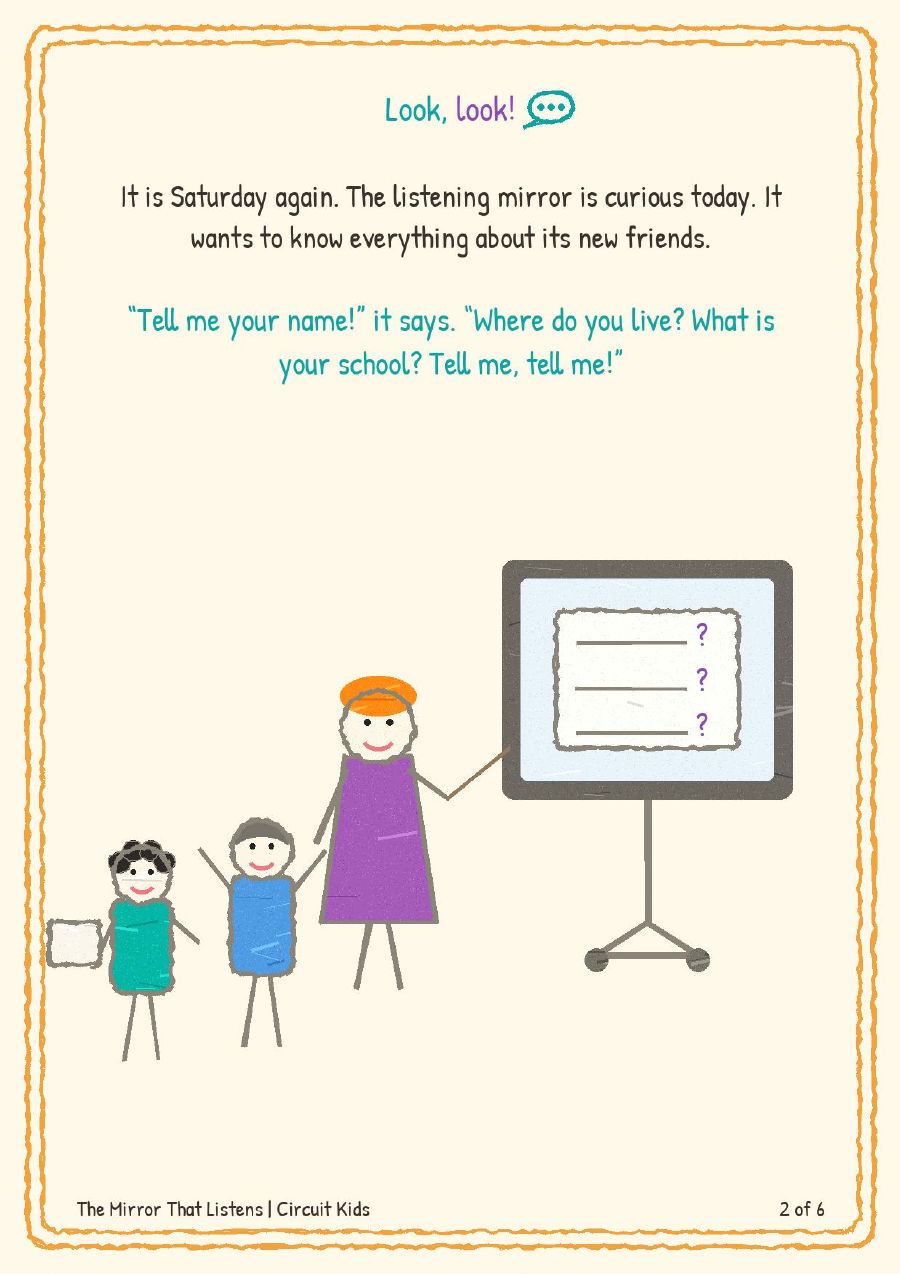 Look, look!
It is Saturday again. The listening mirror is curious today. It
wants to know everything about its new friends.
“Tell me your name!” it says. “Where do you live? What is
your school? Tell me, tell me!”
?
?
?
The Mirror That Listens | Circuit Kids
2 of 6